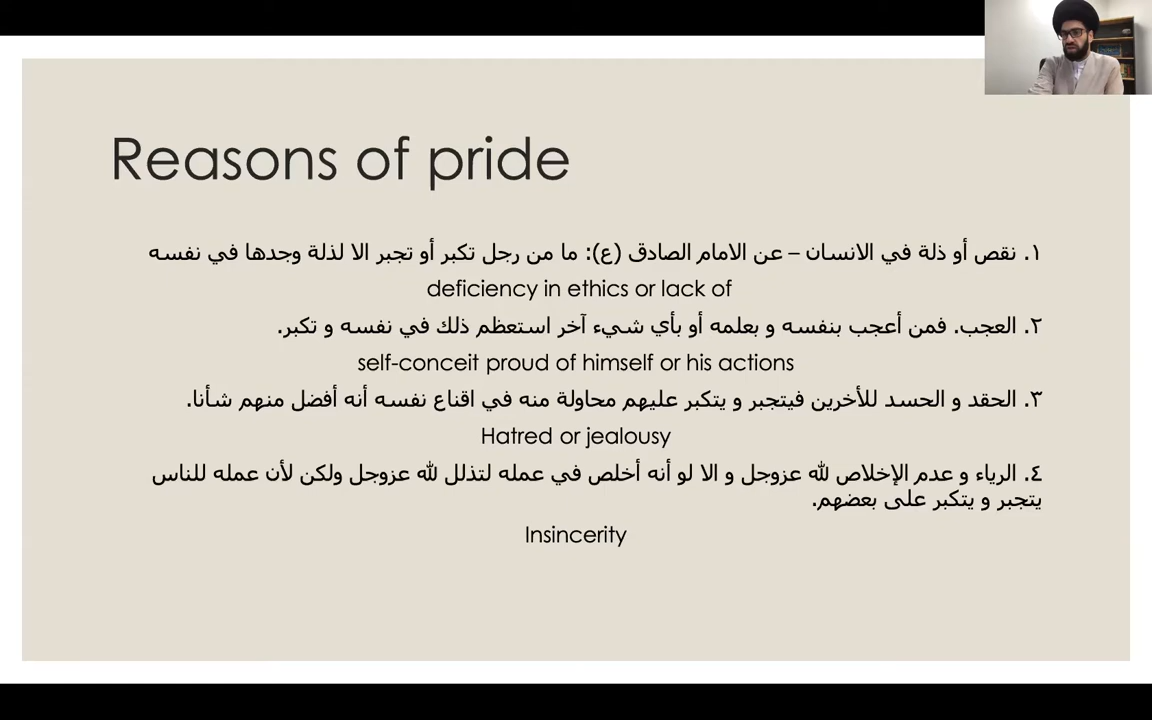 Reasons of pride
١. نقص أو ذلة في الانسان – عن الامام الصادق (ع): ما من رجل تكبر أو تجبر الا لذلة وجدها في نفسه
deficiency in ethics or lack of
٢. العجب. فمن أعجب بنفسه و بعلمه أو بأي شيء آخر استعظم ذلك في نفسه و تكبر.
self-conceit proud of himself or his actions
٣. الحقد و الحسد للأخرين فيتجبر و يتكبر عليهم محاولة منه في اقناع نفسه أنه أفضل منهم شأنا.
Hatred or jealousy
٤. الرياء و عدم الإخلاص لله عزوجل و الا لو أنه أخلص في عمله لتذلل لله عزوجل ولكن لأن عمله للناس
يتجبر و يتكبر على بعضهم.
Insincerity